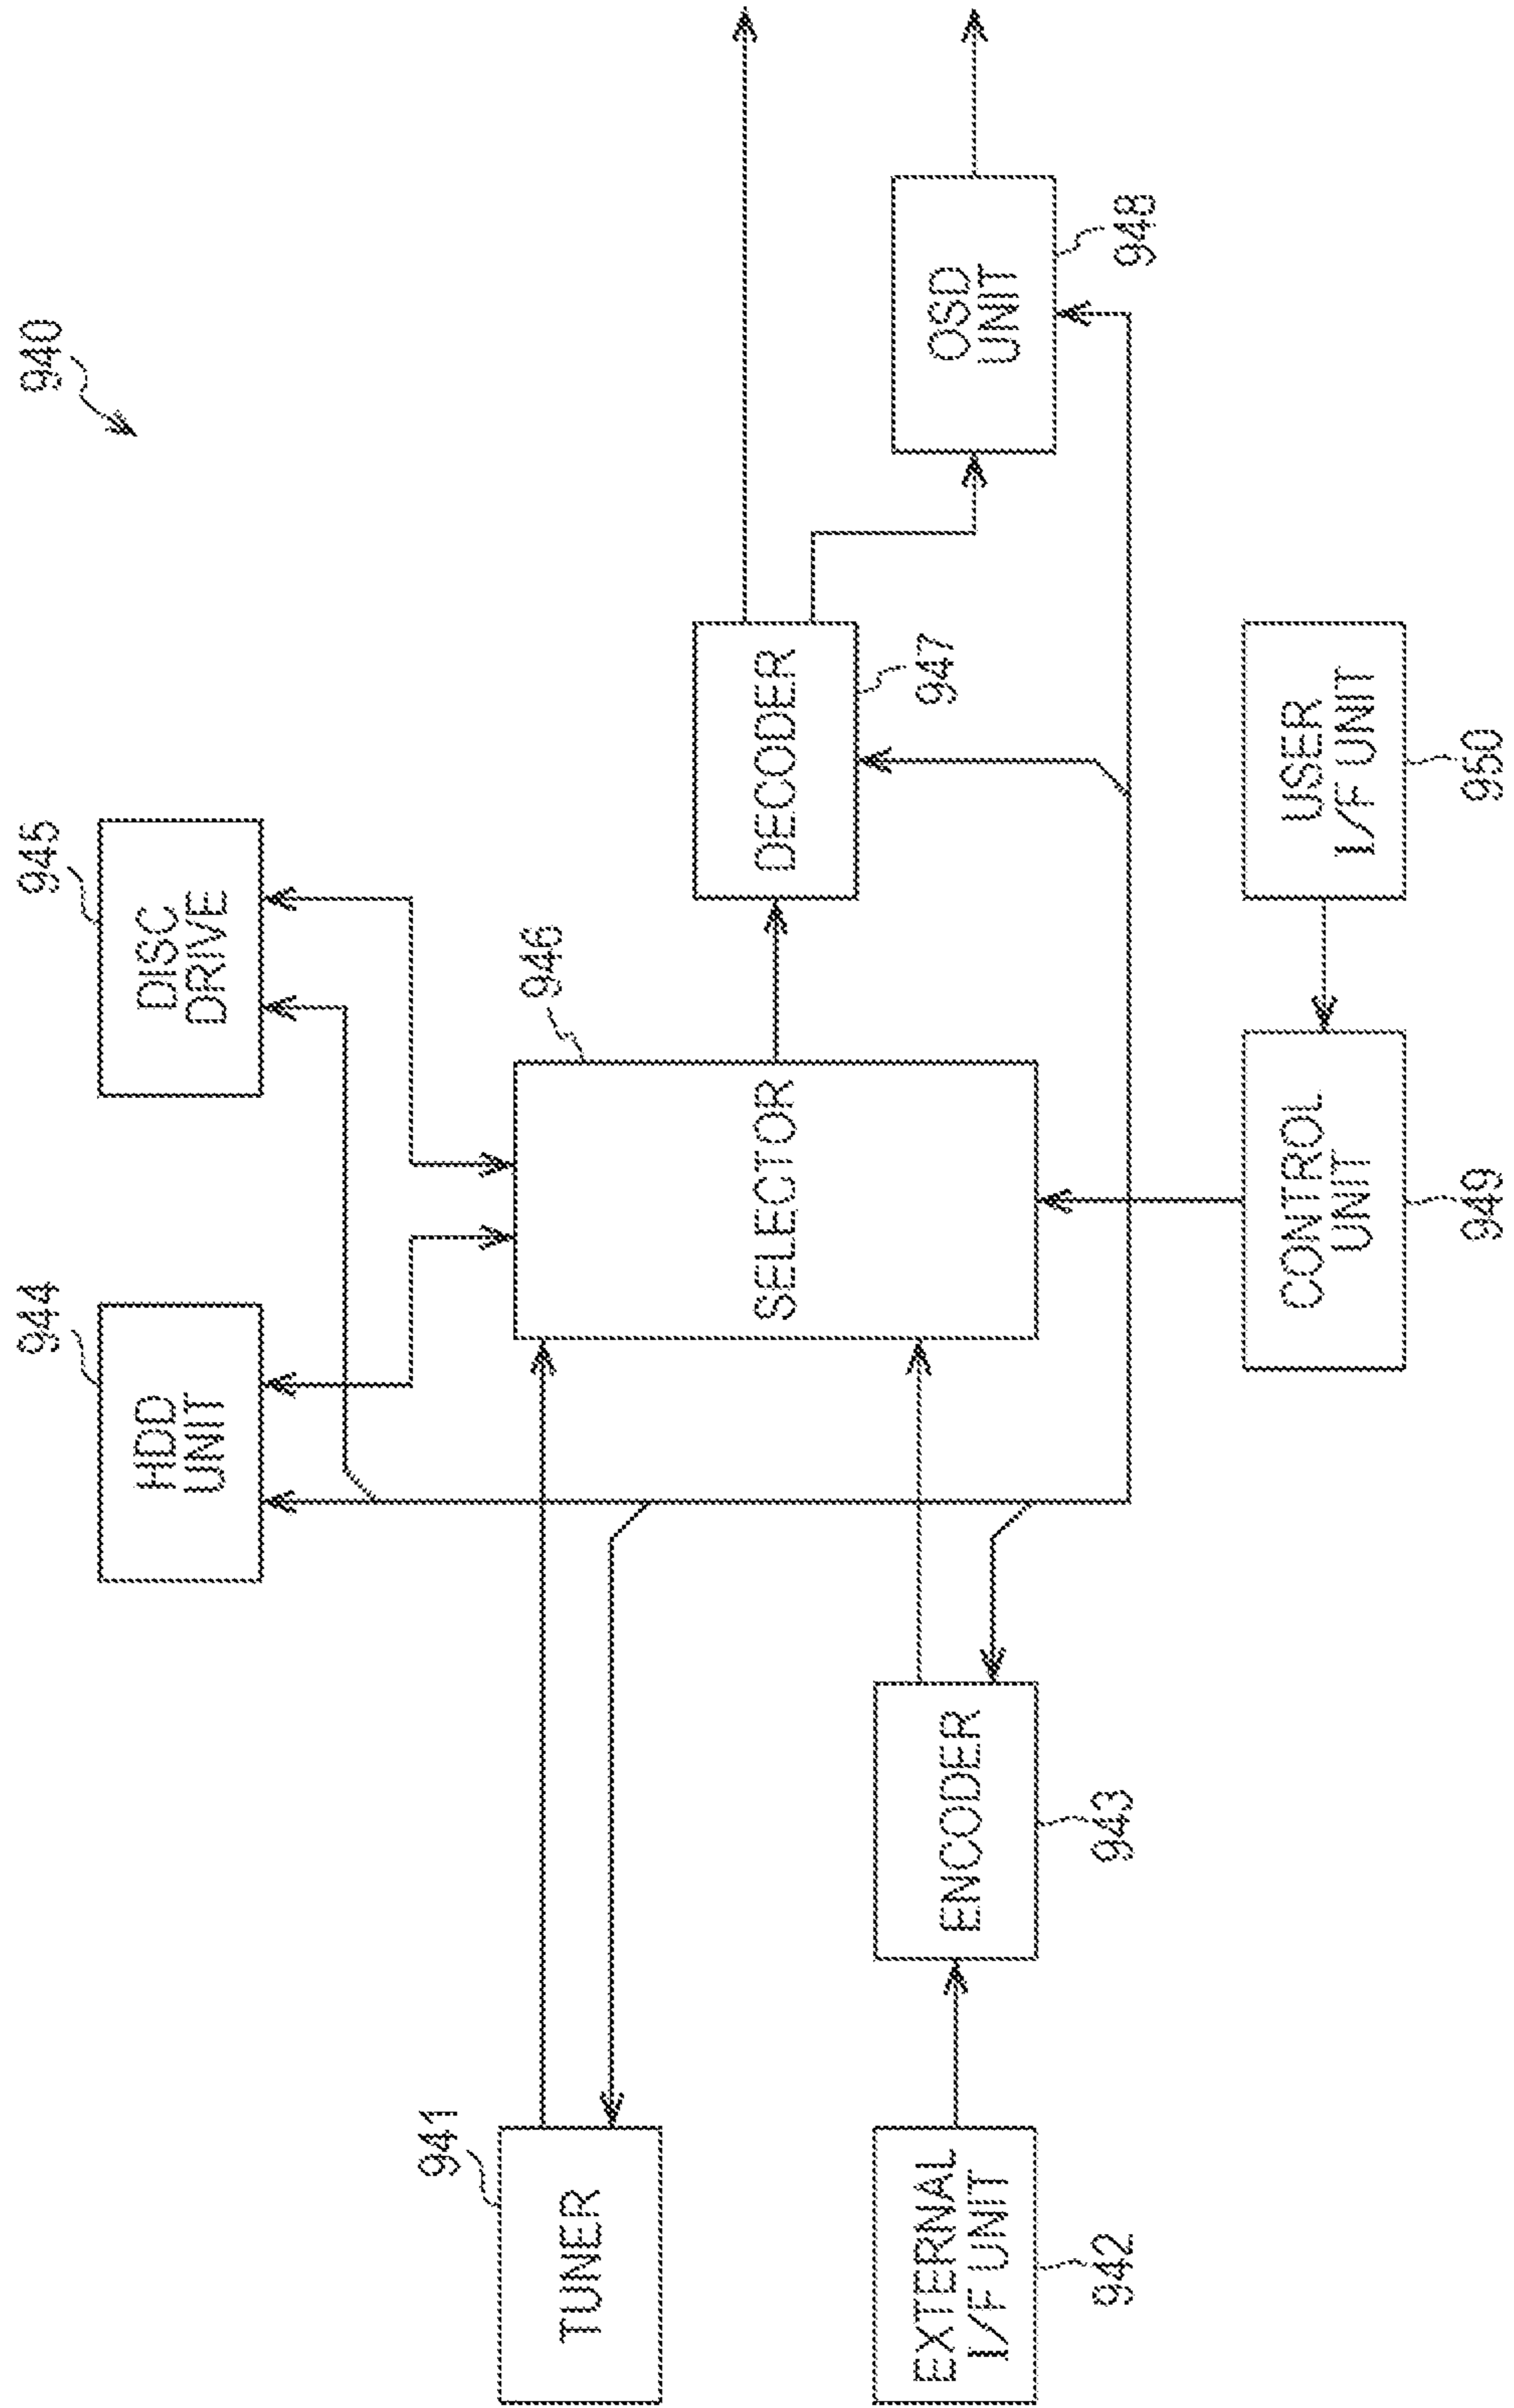 940
944
HDD
UNIT
945
DISC
DRIVE
941
TUNER
946
SELECTOR
DECODER
947
OSD
UNIT
948
EXTERNAL
I/F UNIT
942
ENCODER
943
CONTROL
UNIT
949
USER
I/F UNIT
950